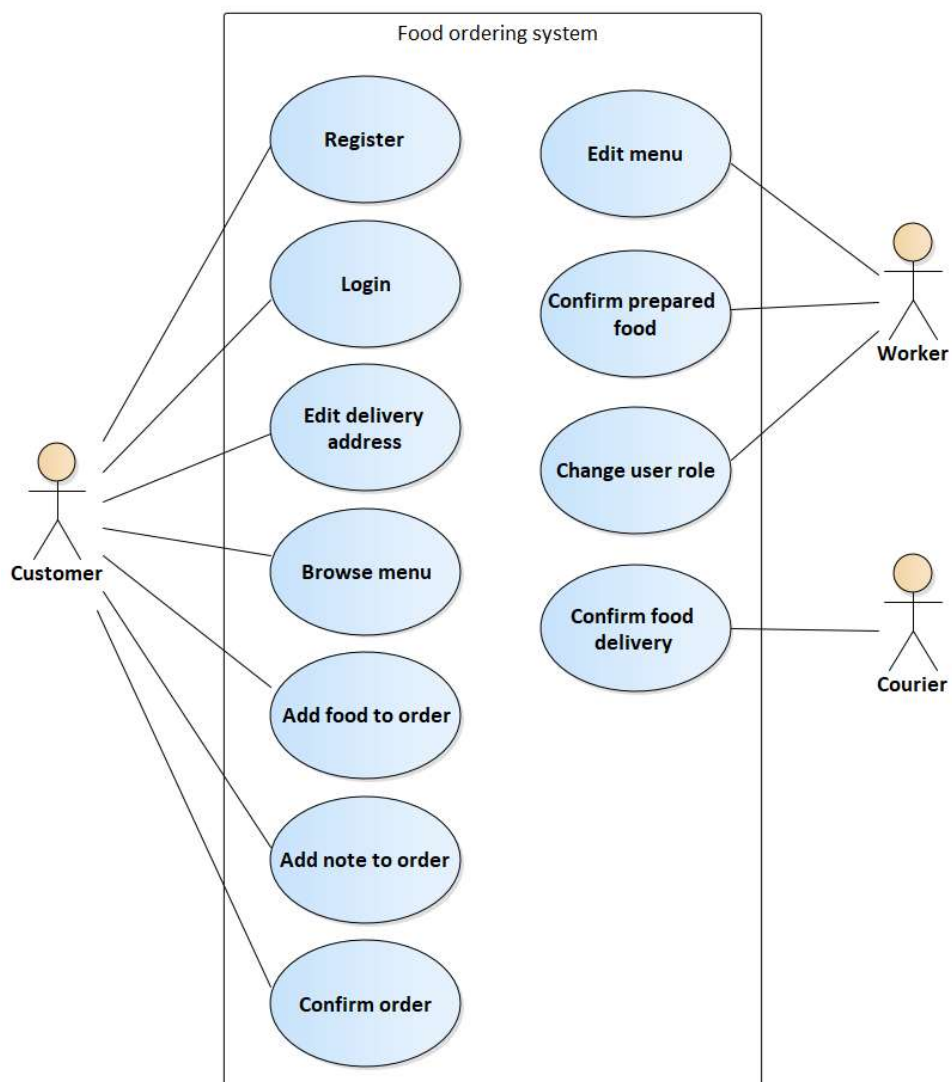 Food ordering system
Register
Edit menu
Login
Confirm prepared
food
Worker
Edit delivery
address
Change user role
Customer
Browse menu
Confirm food
delivery
Courier
Add food to order
Add note to order
Confirm order